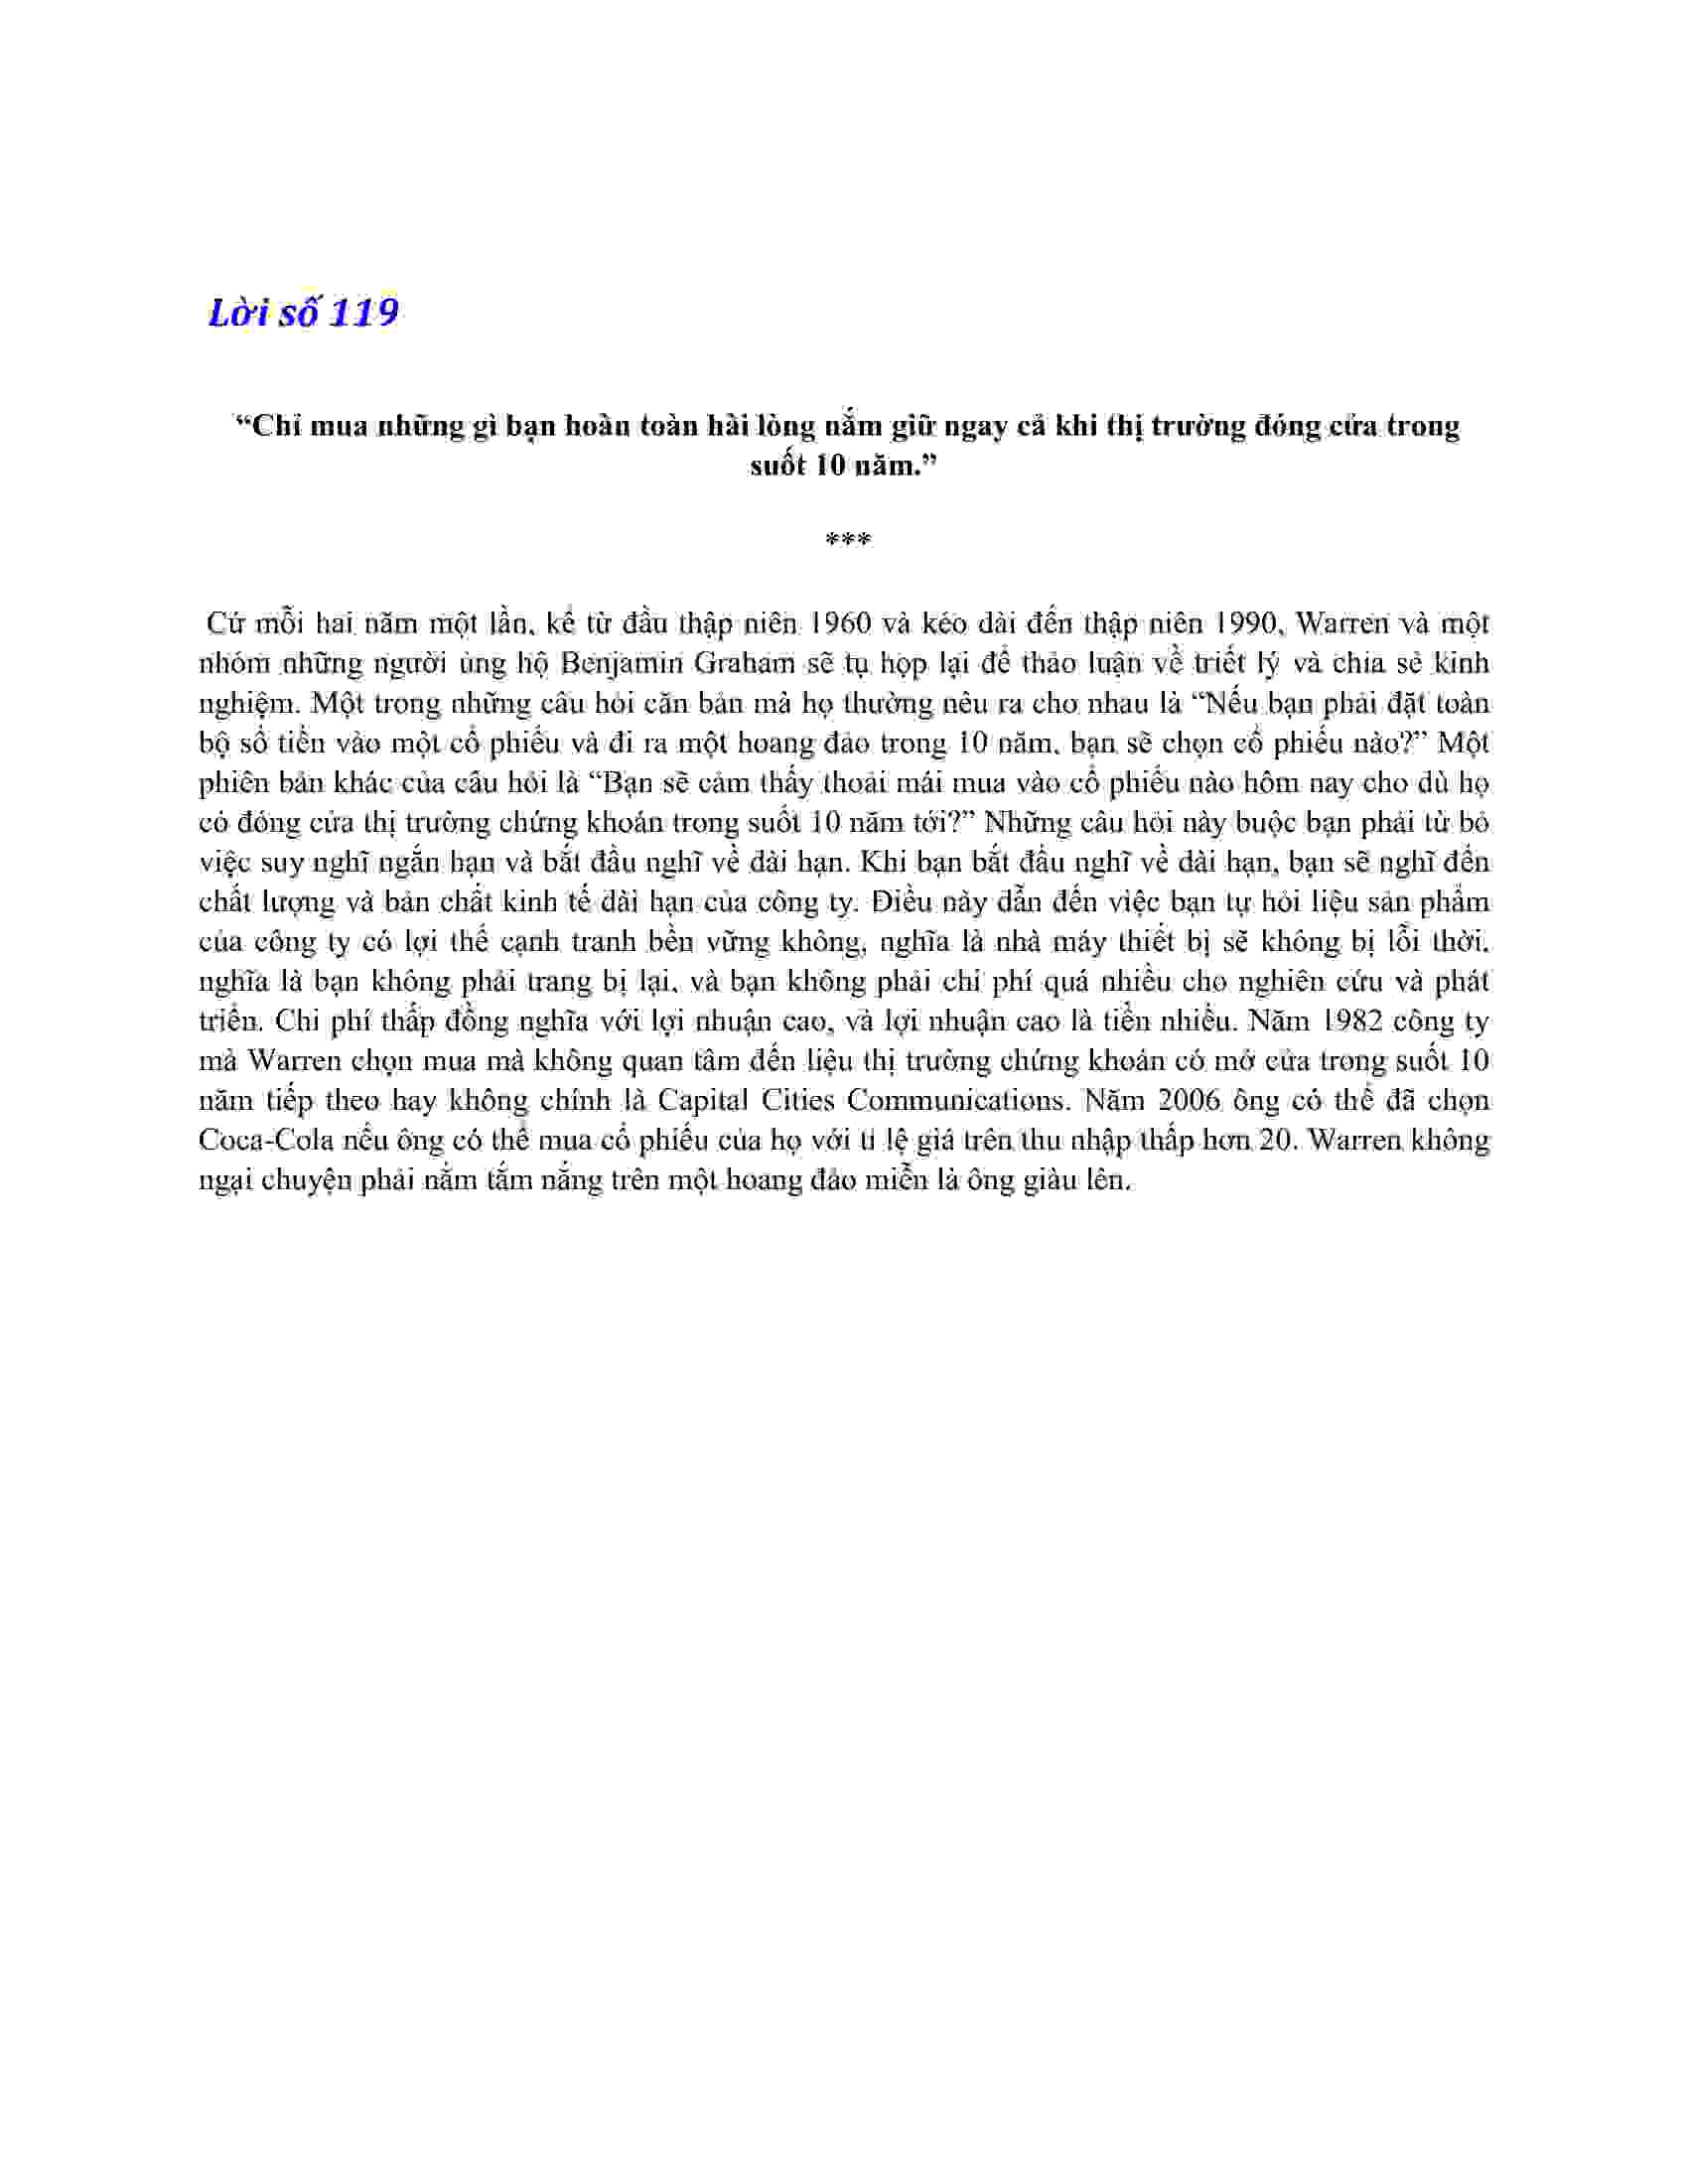 Lời số 119
“Chỉ mua những gì bạn hoàn toàn hài lòng nắm giữ ngay cả khi thị trường đóng cửa trong
suốt 10 năm.”
***
Cứ mỗi hai năm một lần, kể từ đầu thập niên 1960 và kéo dài đến thập niên 1990, Warren và một
nhóm những người ủng hộ Benjamin Graham sẽ tụ họp lại để thảo luận về triết lý và chia sẻ kinh
nghiệm. Một trong những câu hỏi căn bản mà họ thường nêu ra cho nhau là “Nếu bạn phải đặt toàn
bộ số tiền vào một cổ phiếu và đi ra một hoang đảo trong 10 năm, bạn sẽ chọn cổ phiếu nào?” Một
phiên bản khác của câu hỏi là “Bạn sẽ cảm thấy thoải mái mua vào cổ phiếu nào hôm nay cho dù họ
có đóng cửa thị trường chứng khoán trong suốt 10 năm tới?” Những câu hỏi này buộc bạn phải từ bỏ
việc suy nghĩ ngắn hạn và bắt đầu nghĩ về dài hạn. Khi bạn bắt đầu nghĩ về dài hạn, bạn sẽ nghĩ đến
chất lượng và bản chất kinh tế dài hạn của công ty. Điều này dẫn đến việc bạn tự hỏi liệu sản phẩm
của công ty có lợi thế cạnh tranh bền vững không, nghĩa là nhà máy thiết bị sẽ không bị lỗi thời,
nghĩa là bạn không phải trang bị lại, và bạn không phải chi phí quá nhiều cho nghiên cứu và phát
triển. Chi phí thấp đồng nghĩa với lợi nhuận cao, và lợi nhuận cao là tiền nhiều. Năm 1982 công ty
mà Warren chọn mua mà không quan tâm đến liệu thị trường chứng khoán có mở cửa trong suốt 10
năm tiếp theo hay không chính là Capital Cities Communications. Năm 2006 ông có thể đã chọn
Coca-Cola nếu ông có thể mua cổ phiếu của họ với tỉ lệ giá trên thu nhập thấp hơn 20. Warren không
ngại chuyện phải nằm tắm nắng trên một hoang đảo miễn là ông giàu lên.